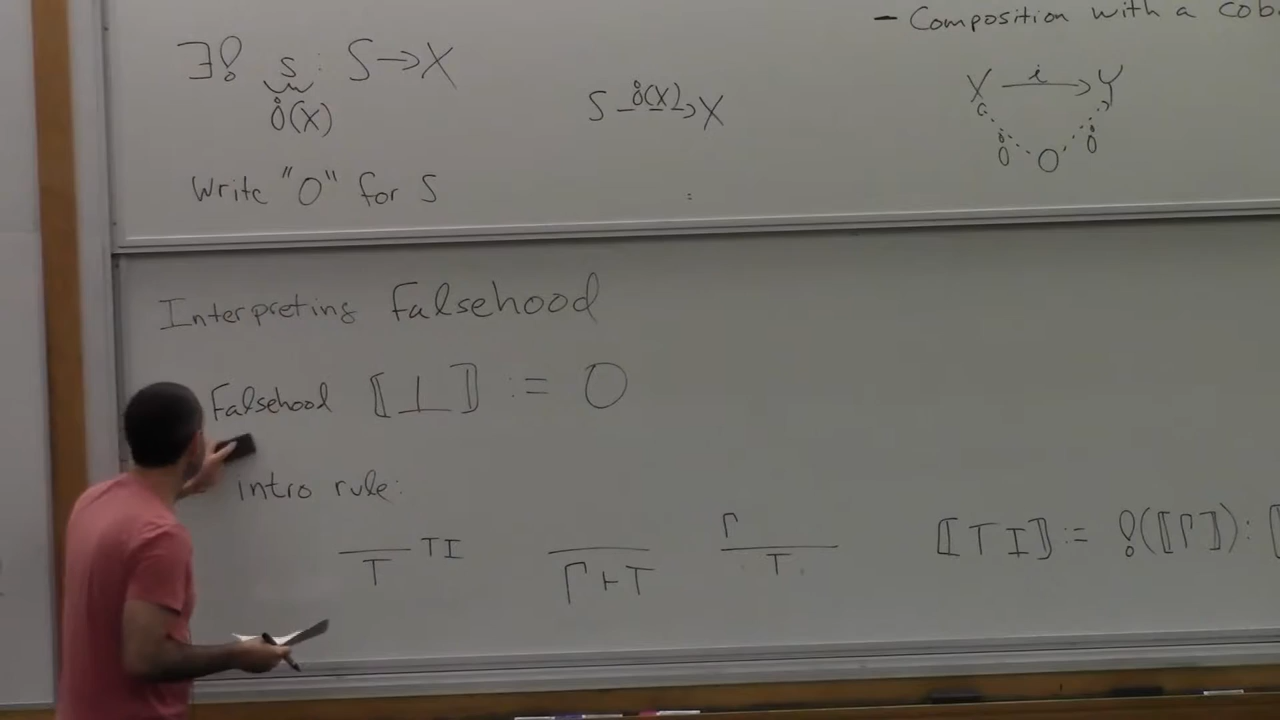 ∃! s : S → X
¡(X)
Write "0" for S
S ¡(X) → X
– Composition with a cob
X i → Y
¡ 0 ¡
Interpreting Falsehood
Falsehood ⟦⊥⟧ := 0
intro rule:
⊤ ⊤I
Γ ⊢ ⊤
Γ
⊤
⟦⊤ I⟧ := !(⟦Γ⟧) : ⟦